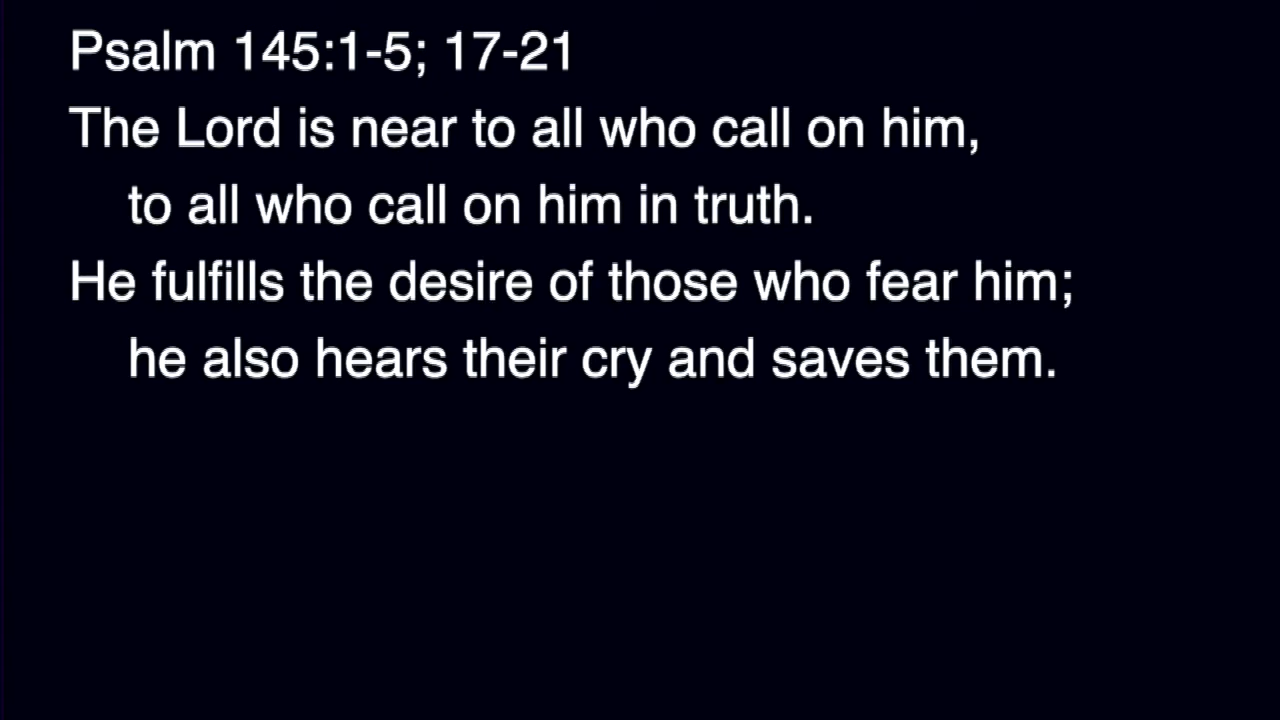 Psalm 145:1-5; 17-21
The Lord is near to all who call on him,
to all who call on him in truth.
He fulfills the desire of those who fear him;
he also hears their cry and saves them.